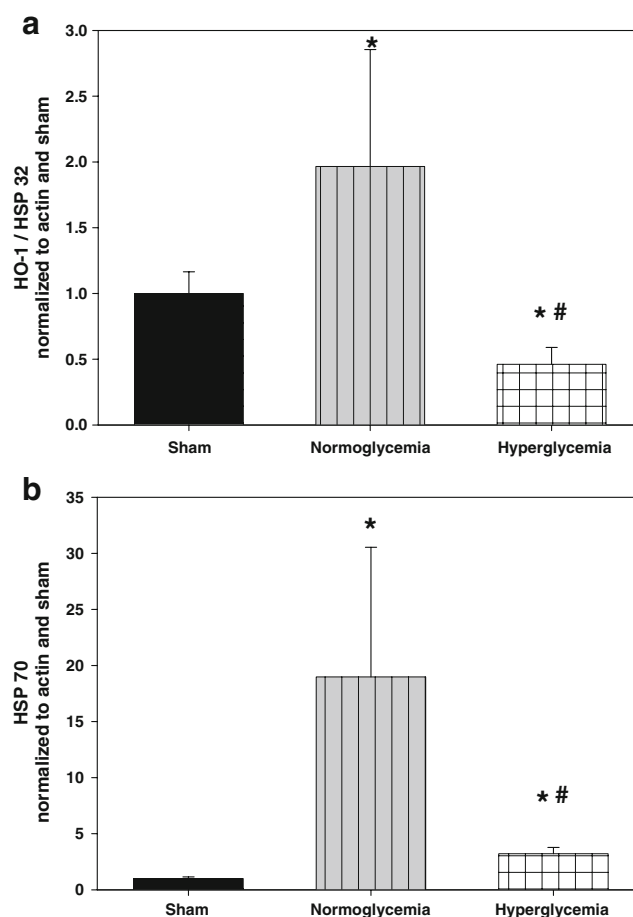 a
HO-1 / HSP 32
normalized to actin and sham
3.0
2.5
2.0
1.5
1.0
0.5
0.0
*
* #
Sham Normoglycemia Hyperglycemia
b
HSP 70
normalized to actin and sham
35
30
25
20
15
10
5
0
*
* #
Sham Normoglycemia Hyperglycemia